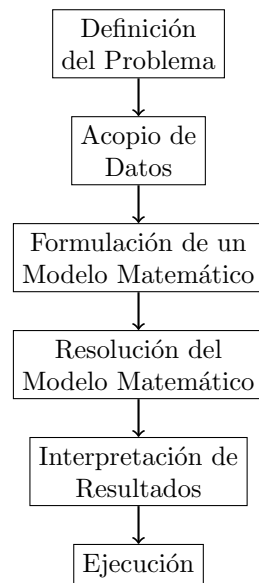 Definición
del Problema
Acopio de
Datos
Formulación de un
Modelo Matemático
Resolución del
Modelo Matemático
Interpretación de
Resultados
Ejecución